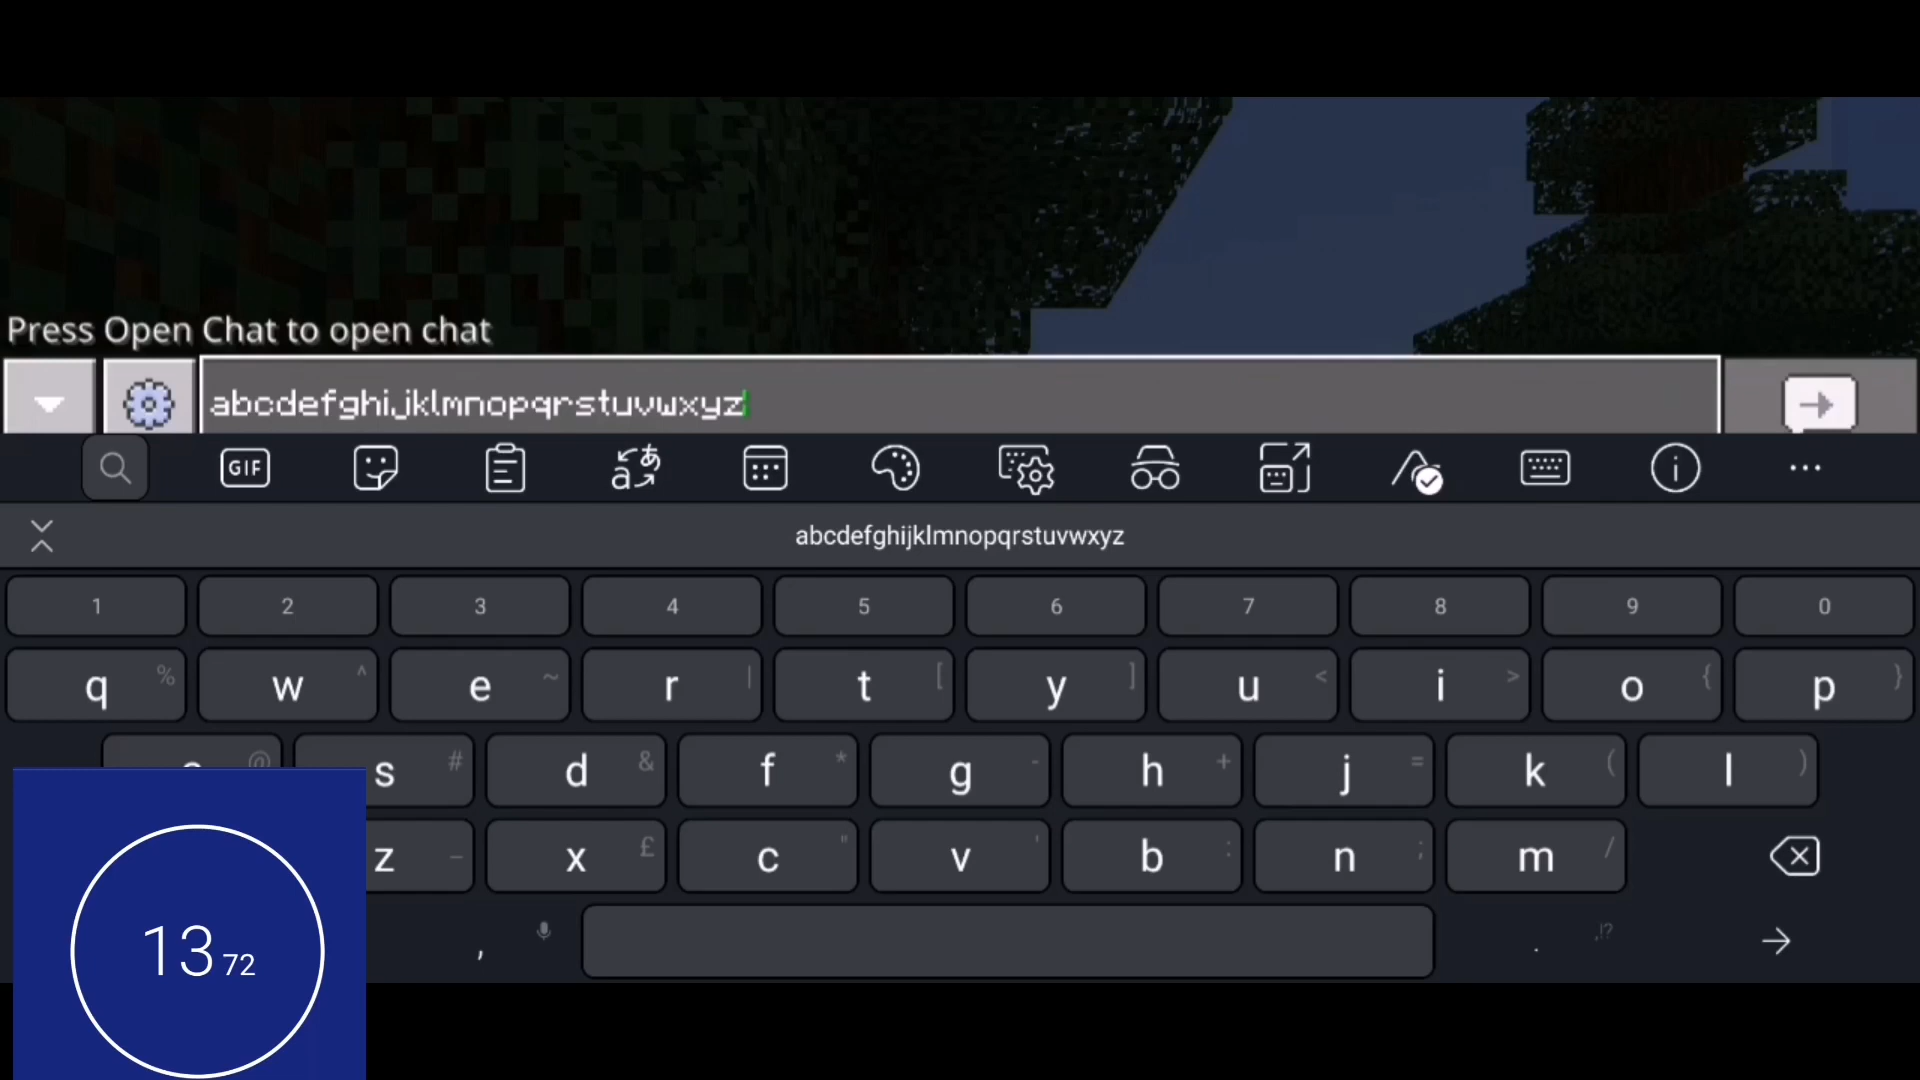 Press Open Chat to open chat
abcdefghijklmnopqrstuvwxyz
GIF
abcdefghijklmnopqrstuvwxyz
1 2 3 4 5 6 7 8 9 0
q % w ^ e ~ r | t [ y ] u < i > o { p }
@ s # d & f * g - h + j = k ( l )
z _ x £ c " v ' b : n ; m /
, . ,!?
13 72